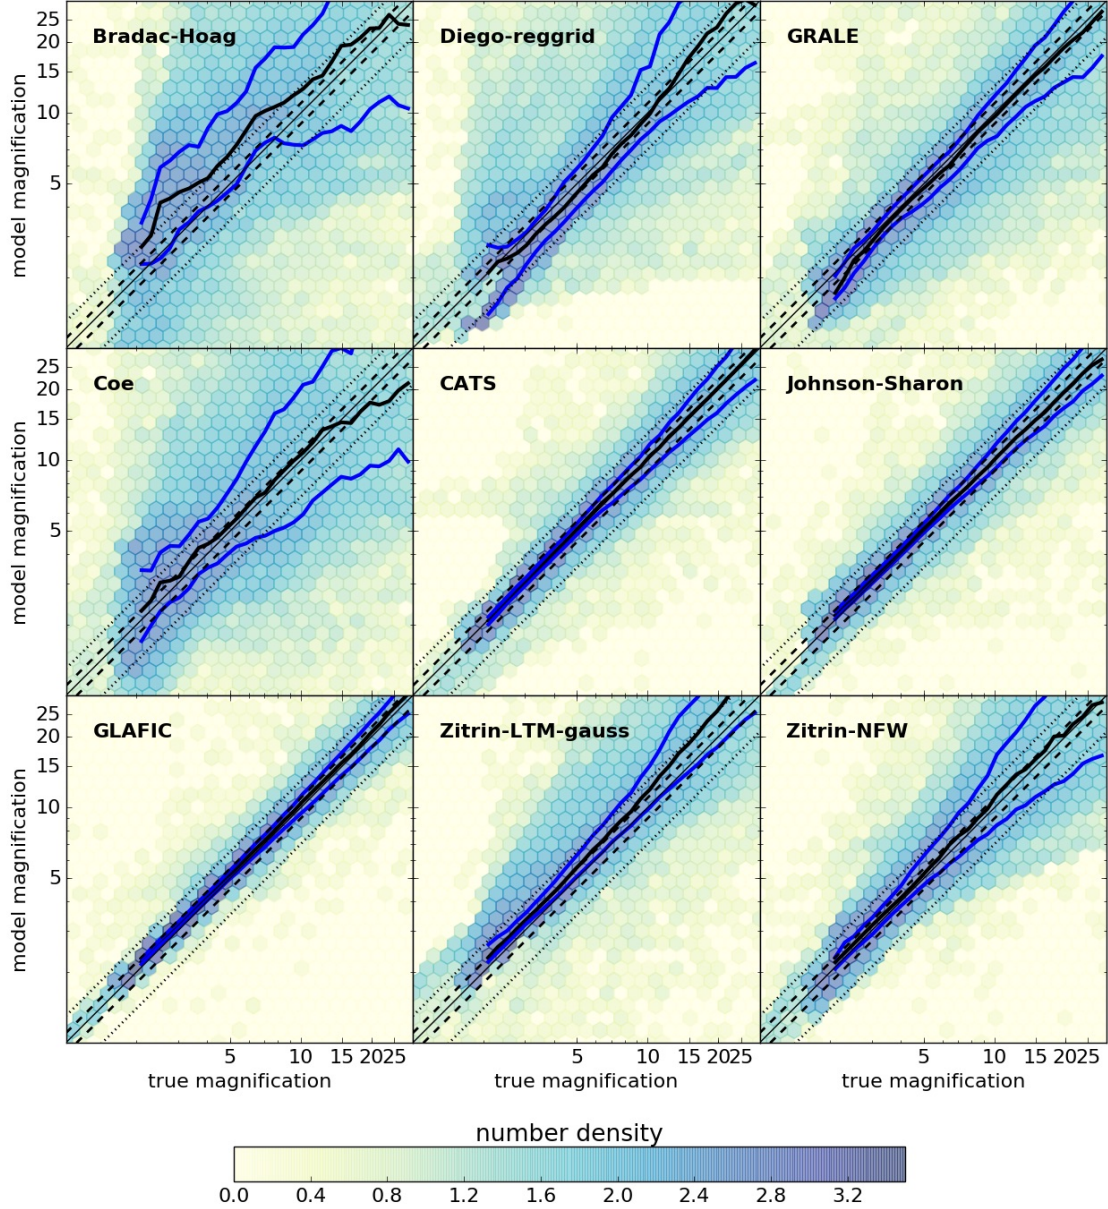 25
Bradac-Hoag
Diego-reggrid
GRALE
20
15
10
5
model magnification
25
Coe
CATS
Johnson-Sharon
20
15
10
5
model magnification
25
GLAFIC
Zitrin-LTM-gauss
Zitrin-NFW
20
15
10
5
model magnification
5 10 15 2025 5 10 15 2025 5 10 15 2025
true magnification true magnification true magnification
number density
0.0 0.4 0.8 1.2 1.6 2.0 2.4 2.8 3.2